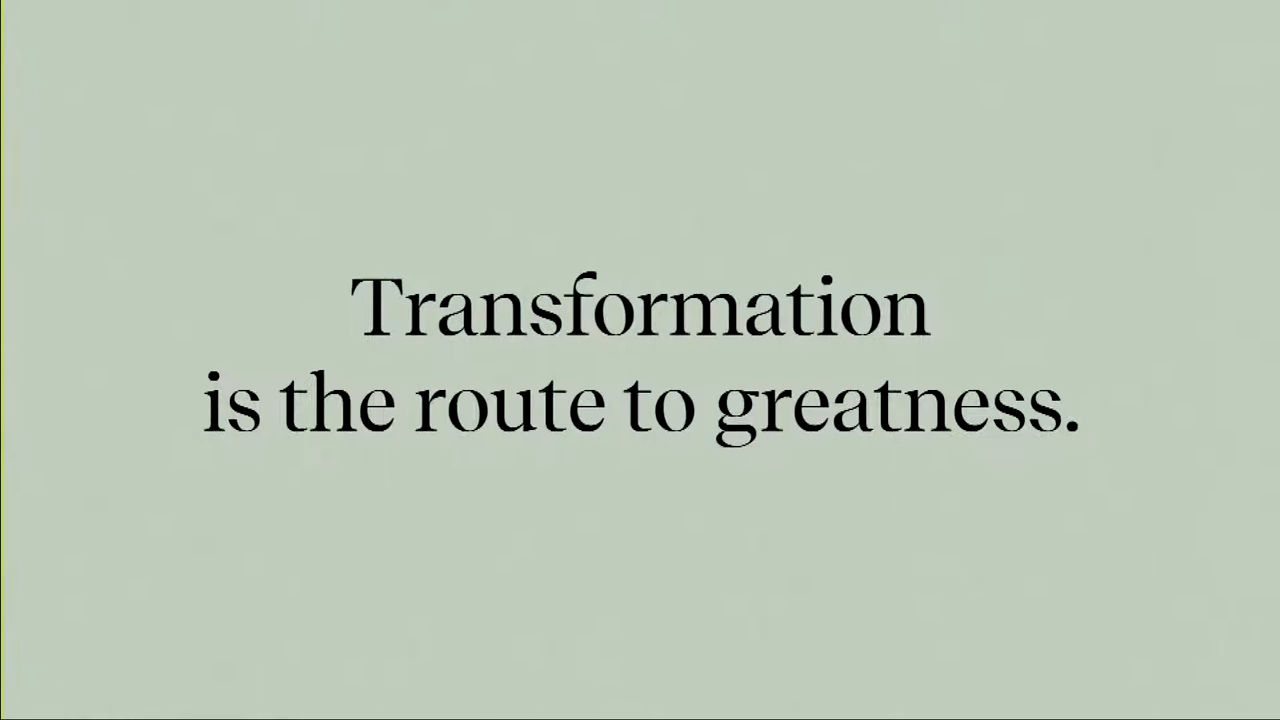 Transformation
is the route to greatness.